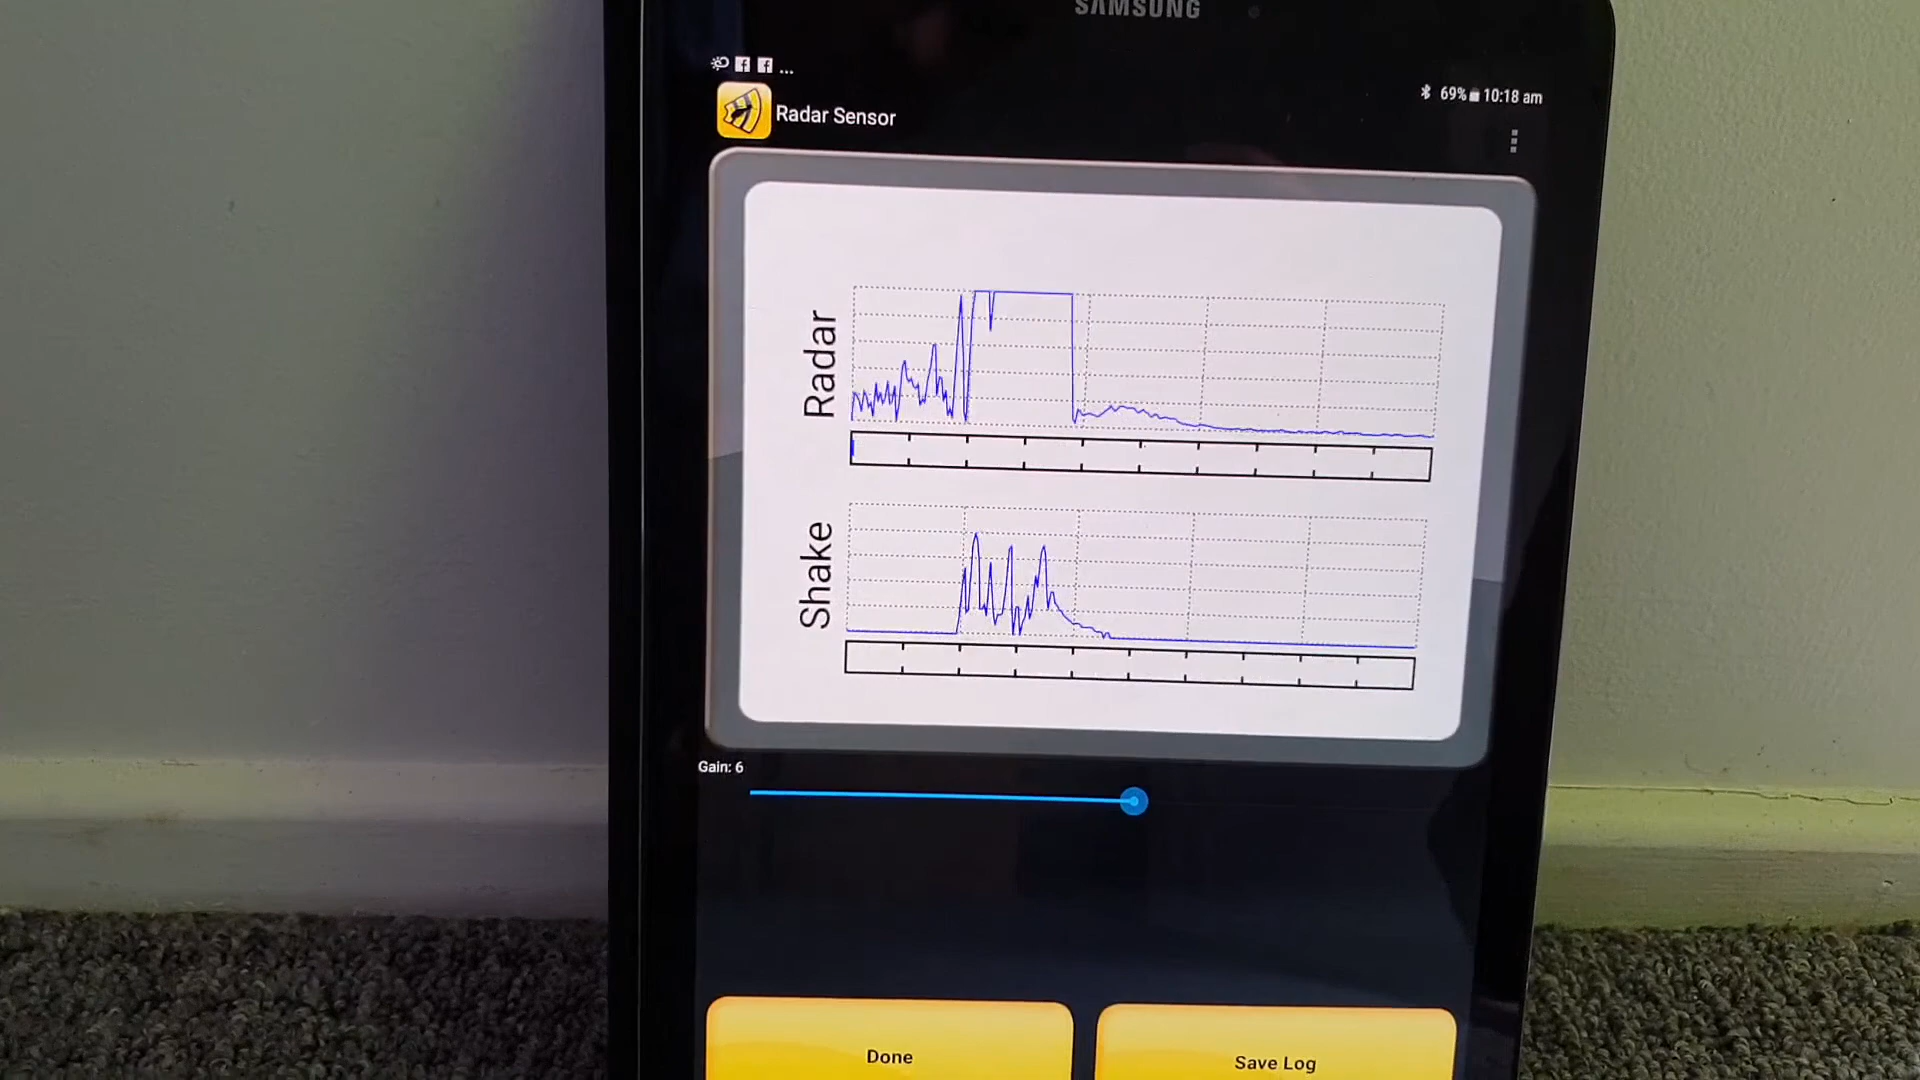 SAMSUNG
...
69% 10:18 am
Radar Sensor
Radar
Shake
Gain: 6
Done
Save Log